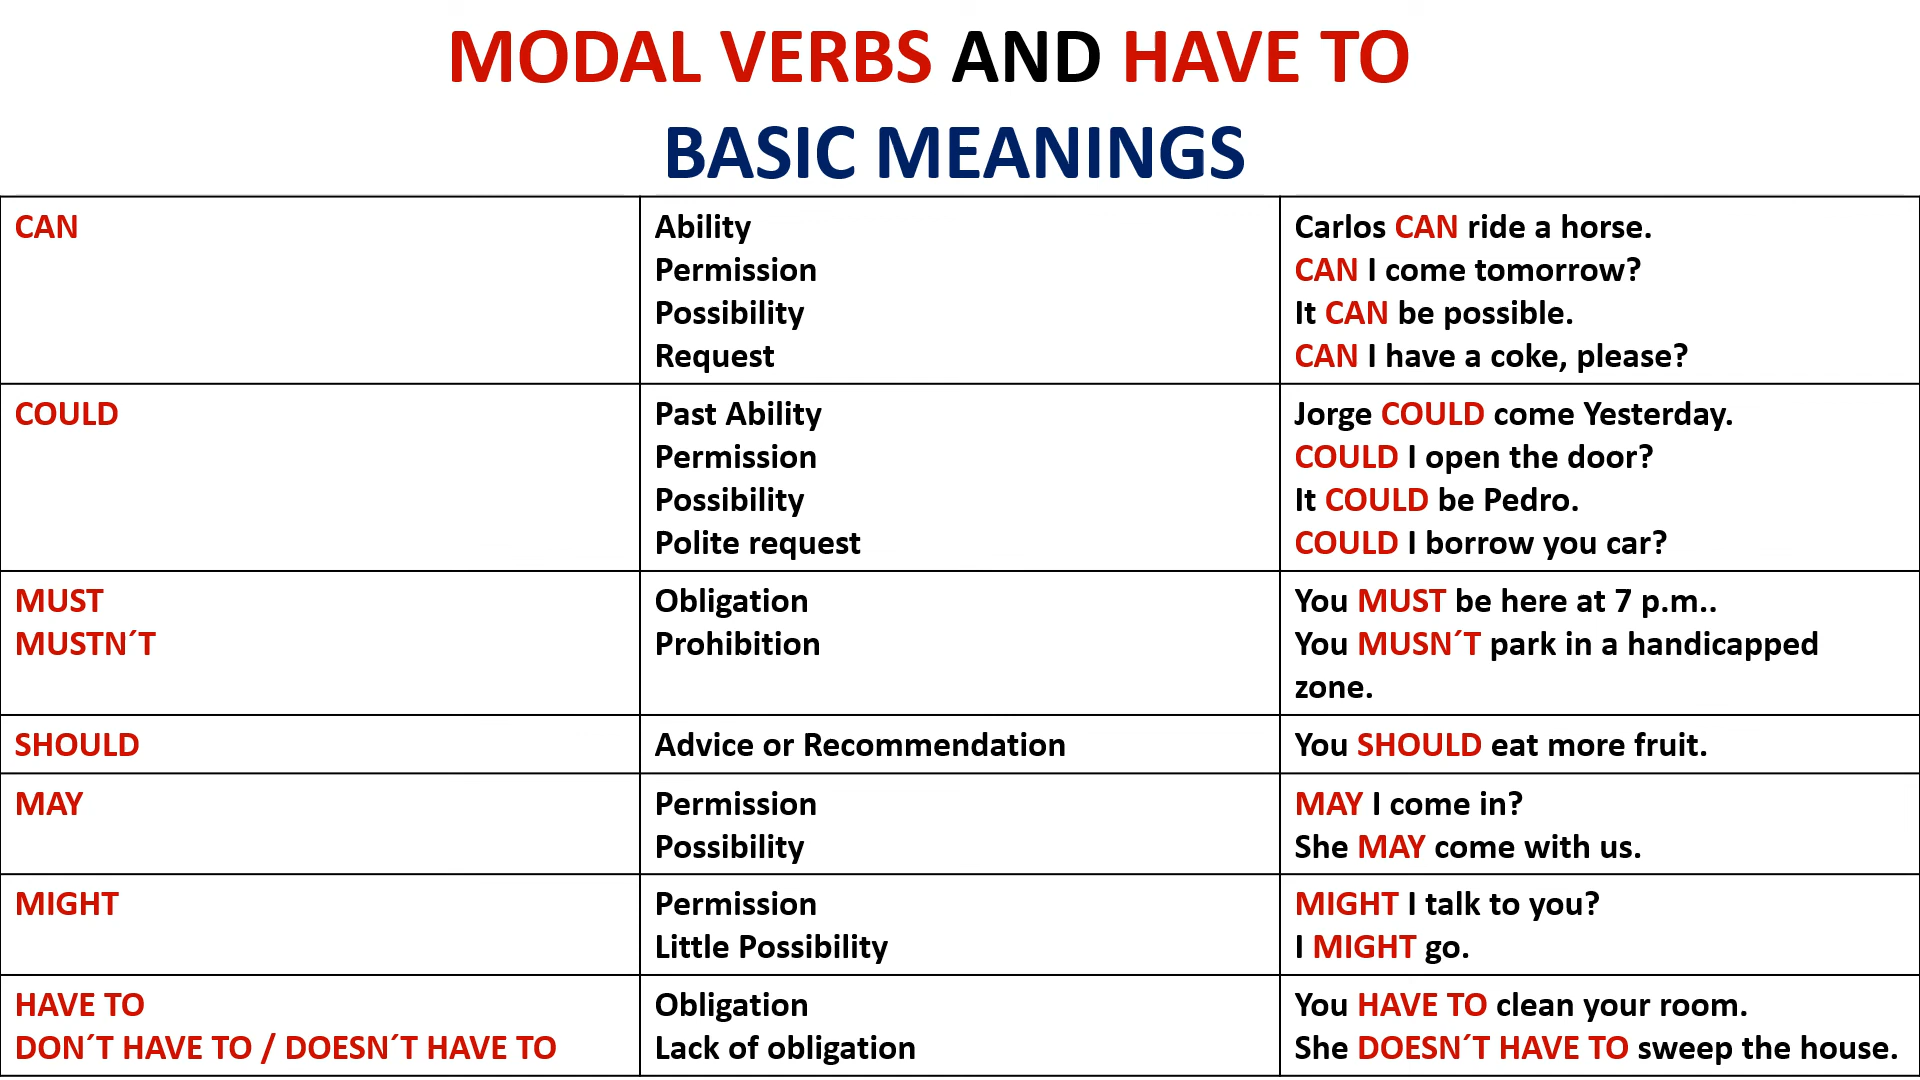 MODAL VERBS AND HAVE TO
BASIC MEANINGS
CAN
Ability
Permission
Possibility
Request
Carlos CAN ride a horse.
CAN I come tomorrow?
It CAN be possible.
CAN I have a coke, please?
COULD
Past Ability
Permission
Possibility
Polite request
Jorge COULD come Yesterday.
COULD I open the door?
It COULD be Pedro.
COULD I borrow you car?
MUST
MUSTN´T
Obligation
Prohibition
You MUST be here at 7 p.m..
You MUSN´T park in a handicapped
zone.
SHOULD
Advice or Recommendation
You SHOULD eat more fruit.
MAY
Permission
Possibility
MAY I come in?
She MAY come with us.
MIGHT
Permission
Little Possibility
MIGHT I talk to you?
I MIGHT go.
HAVE TO
DON´T HAVE TO / DOESN´T HAVE TO
Obligation
Lack of obligation
You HAVE TO clean your room.
She DOESN´T HAVE TO sweep the house.